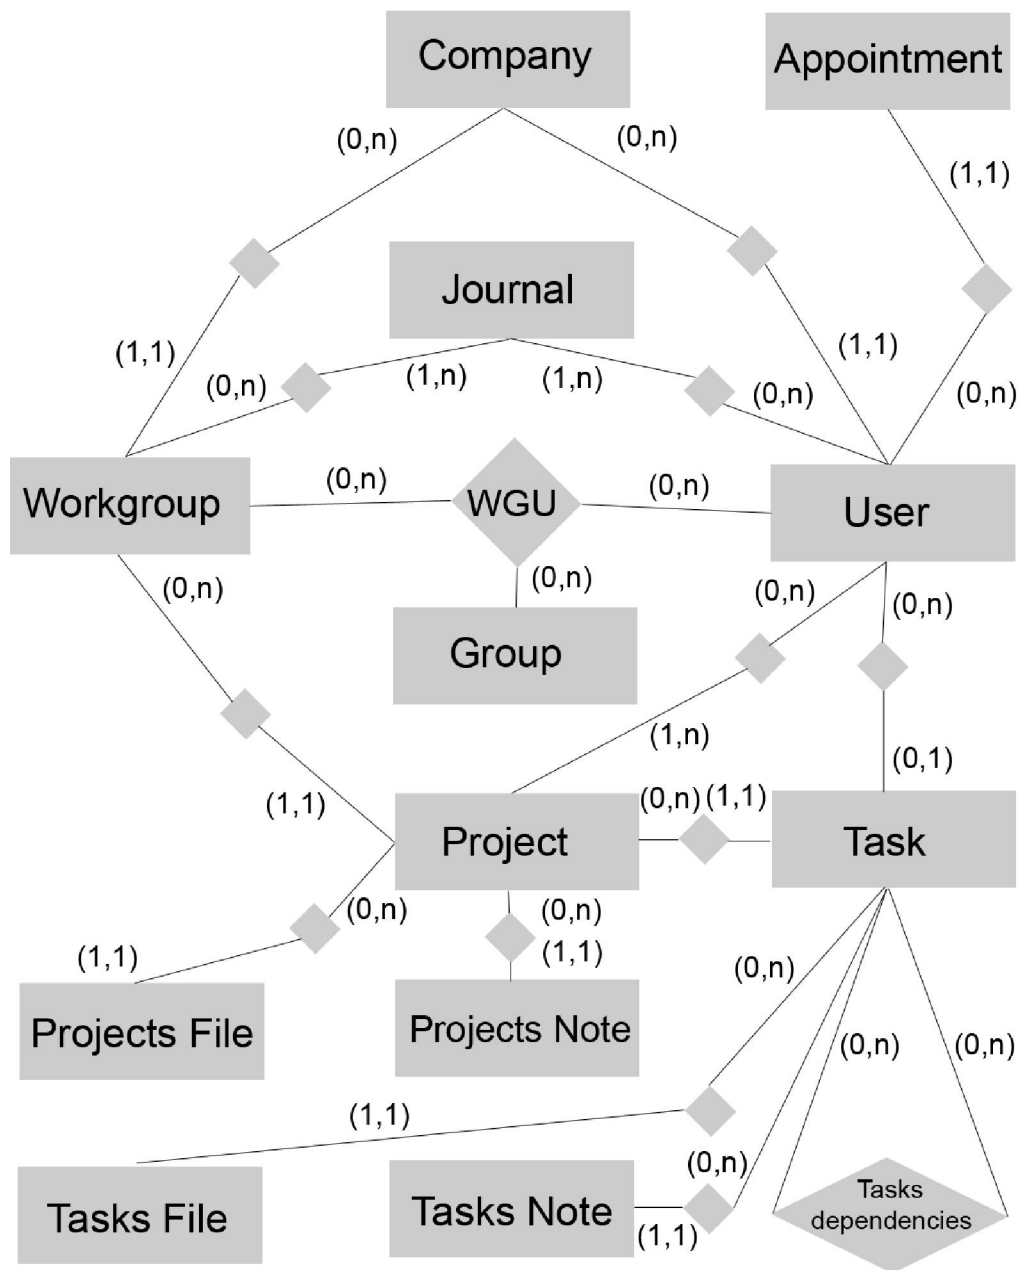 Company
Appointment
(0,n)
(0,n)
(1,1)
Journal
(1,1)
(0,n)
(1,n)
(1,n)
(0,n)
(1,1)
(0,n)
Workgroup
(0,n)
WGU
(0,n)
User
(0,n)
(0,n)
(0,n)
(0,n)
Group
(1,n)
(0,1)
(1,1)
(0,n)
(1,1)
Project
Task
(0,n)
(0,n)
(1,1)
(1,1)
(0,n)
(0,n)
(0,n)
Projects File
Projects Note
(1,1)
(0,n)
Tasks File
Tasks Note
(1,1)
Tasks
dependencies